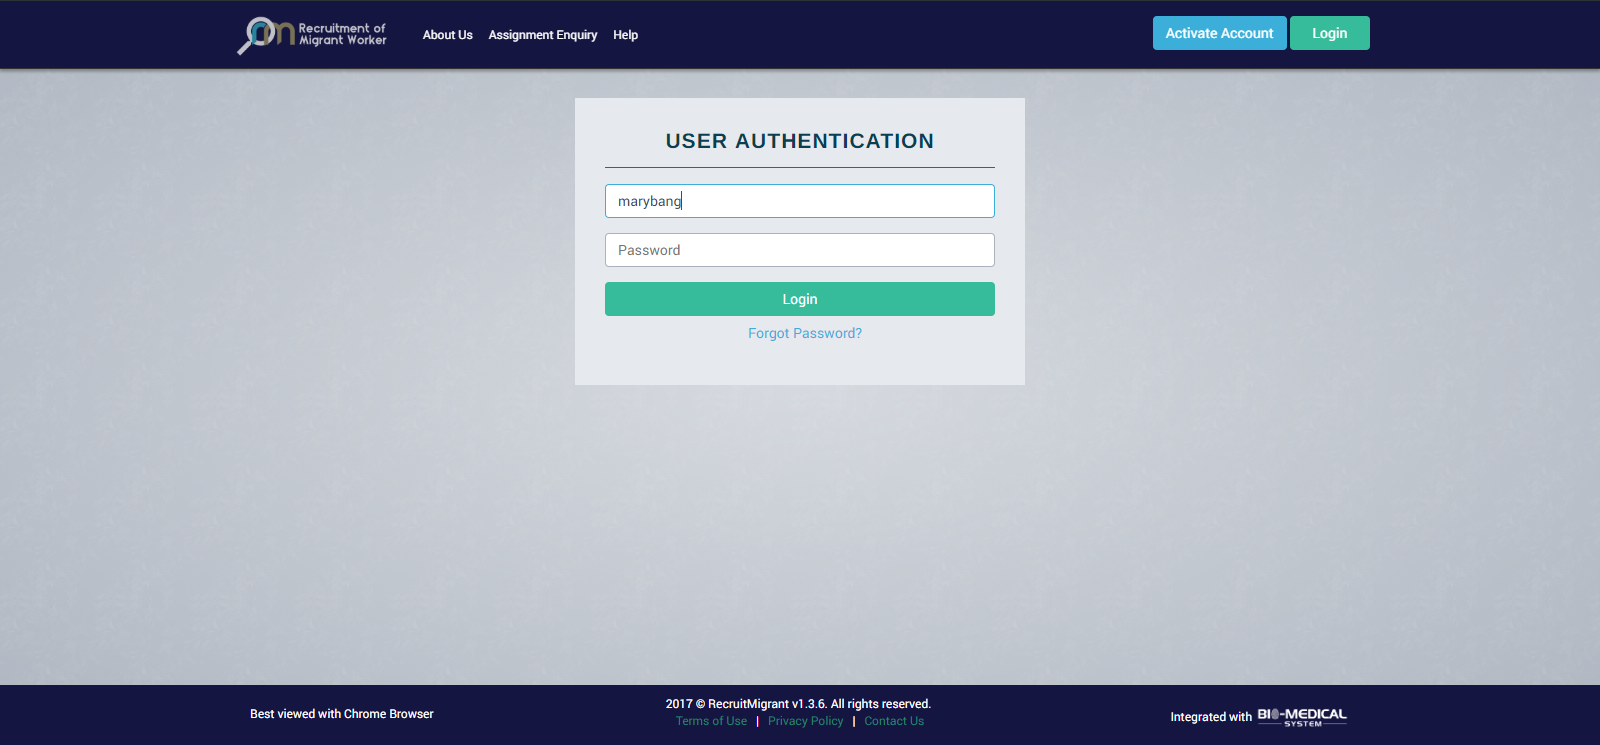 Recruitment of
Migrant Worker
About Us
Assignment Enquiry
Help
Activate Account
Login
USER AUTHENTICATION
marybang
Password
Login
Forgot Password?
Best viewed with Chrome Browser
2017 © RecruitMigrant v1.3.6. All rights reserved.
Terms of Use | Privacy Policy | Contact Us
Integrated with BIO-MEDICAL
SYSTEM